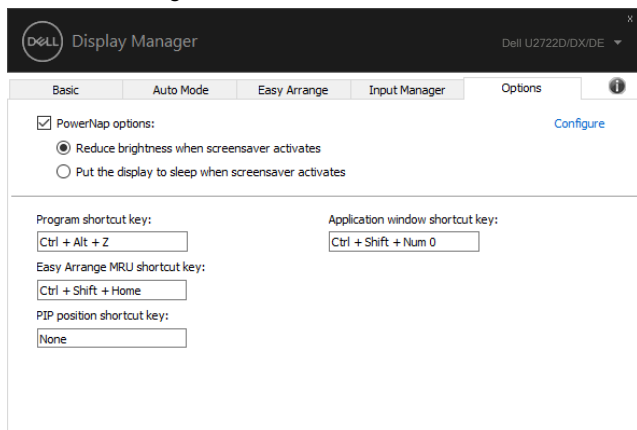 x
DELL Display Manager
Dell U2722D/DX/DE
Basic Auto Mode Easy Arrange Input Manager Options
PowerNap options: Configure
Reduce brightness when screensaver activates
Put the display to sleep when screensaver activates
Program shortcut key: Application window shortcut key:
Ctrl + Alt + Z Ctrl + Shift + Num 0
Easy Arrange MRU shortcut key:
Ctrl + Shift + Home
PIP position shortcut key:
None